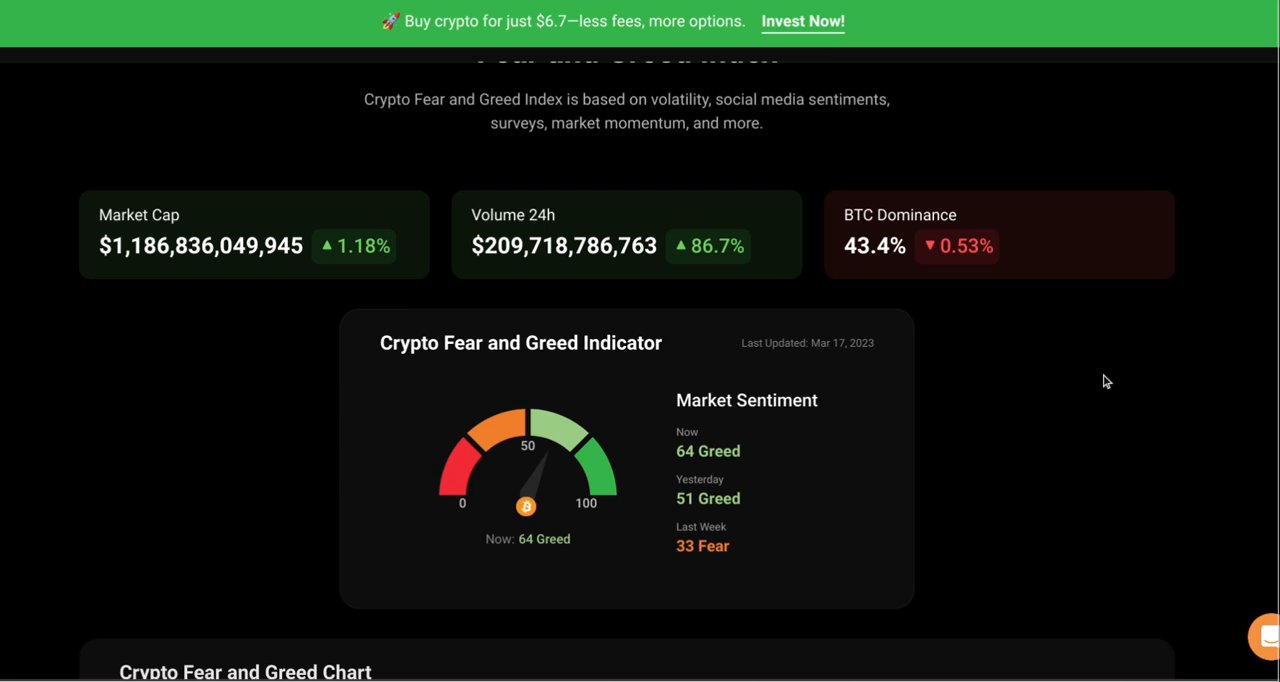 🚀 Buy crypto for just $6.7—less fees, more options. Invest Now!
Fear and Greed Index
Crypto Fear and Greed Index is based on volatility, social media sentiments,
surveys, market momentum, and more.
Market Cap
$1,186,836,049,945 ▲ 1.18%
Volume 24h
$209,718,786,763 ▲ 86.7%
BTC Dominance
43.4% ▼ 0.53%
Crypto Fear and Greed Indicator
Last Updated: Mar 17, 2023
50
0
100
Now: 64 Greed
Market Sentiment
Now
64 Greed
Yesterday
51 Greed
Last Week
33 Fear
Crypto Fear and Greed Chart